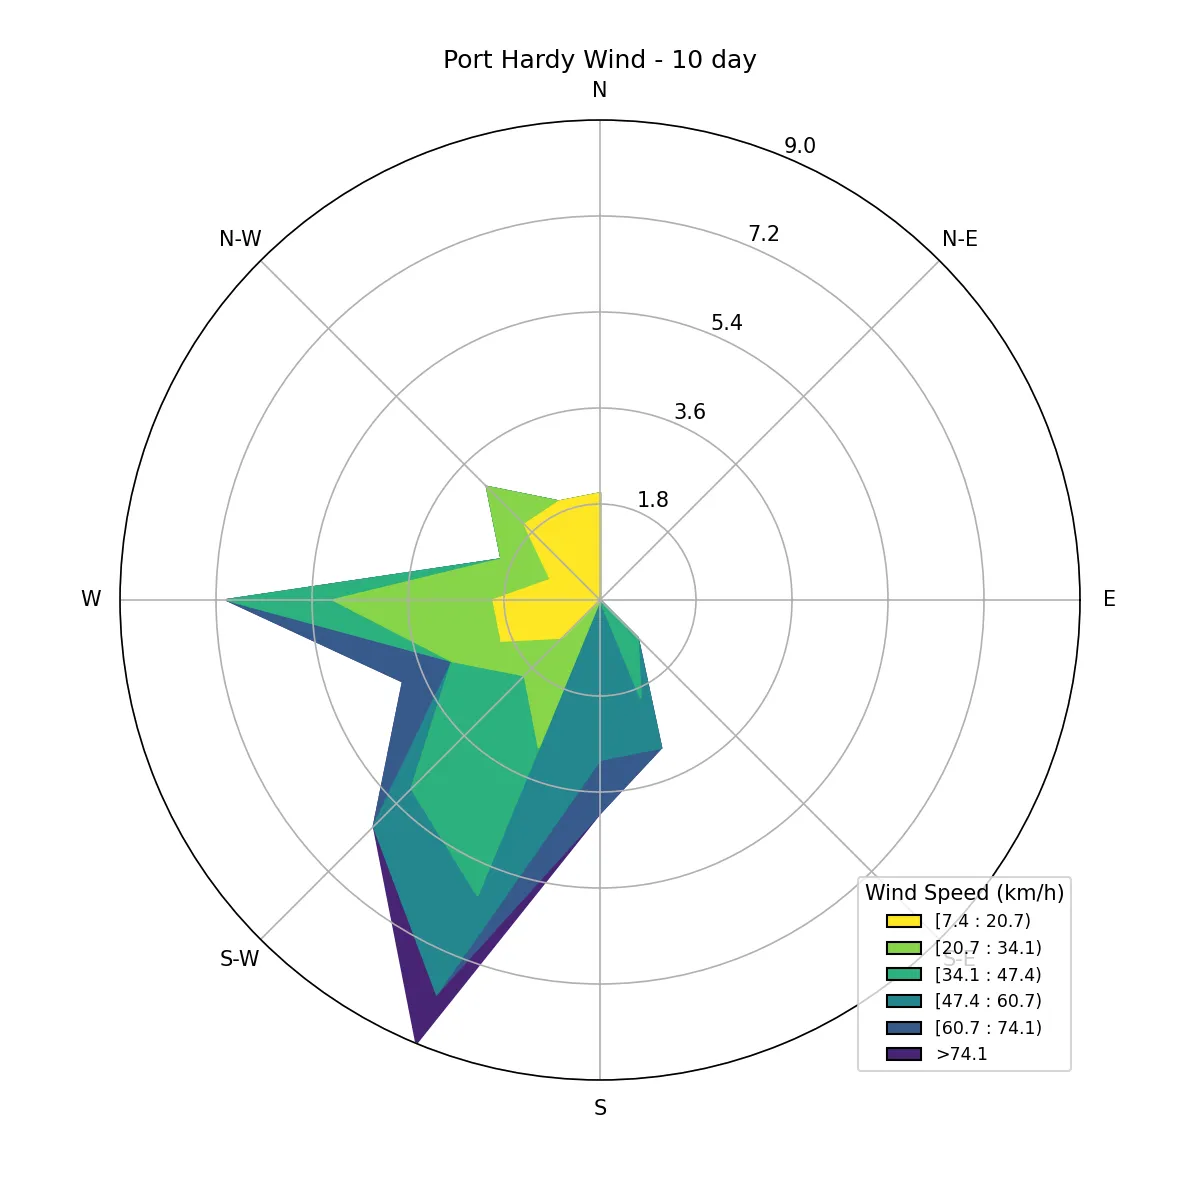 Port Hardy Wind - 10 day
N
9.0
N-W
N-E
7.2
5.4
3.6
1.8
W
E
S-W
S-E
S
Wind Speed (km/h)
[7.4 : 20.7)
[20.7 : 34.1)
[34.1 : 47.4)
[47.4 : 60.7)
[60.7 : 74.1)
>74.1